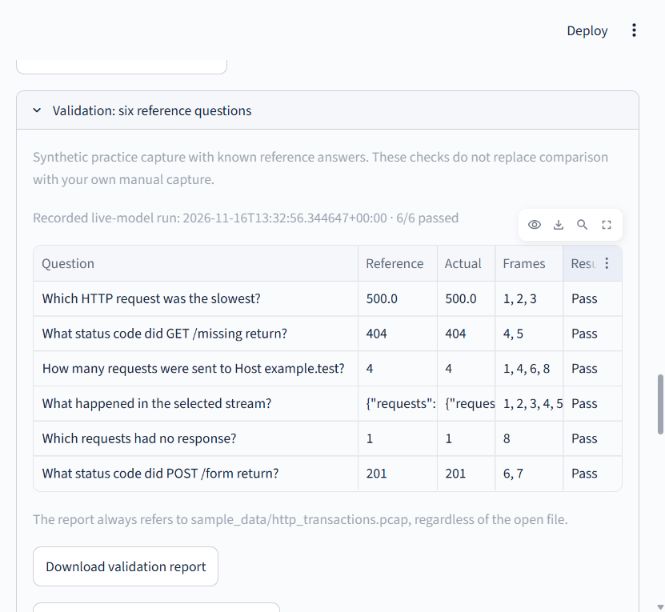 Deploy
Validation: six reference questions
Synthetic practice capture with known reference answers. These checks do not replace comparison
with your own manual capture.
Recorded live-model run: 2026-11-16T13:32:56.344647+00:00 · 6/6 passed
Question Reference Actual Frames Resu
Which HTTP request was the slowest? 500.0 500.0 1, 2, 3 Pass
What status code did GET /missing return? 404 404 4, 5 Pass
How many requests were sent to Host example.test? 4 4 1, 4, 6, 8 Pass
What happened in the selected stream? {"requests": {"reques 1, 2, 3, 4, 5 Pass
Which requests had no response? 1 1 8 Pass
What status code did POST /form return? 201 201 6, 7 Pass
The report always refers to sample_data/http_transactions.pcap, regardless of the open file.
Download validation report